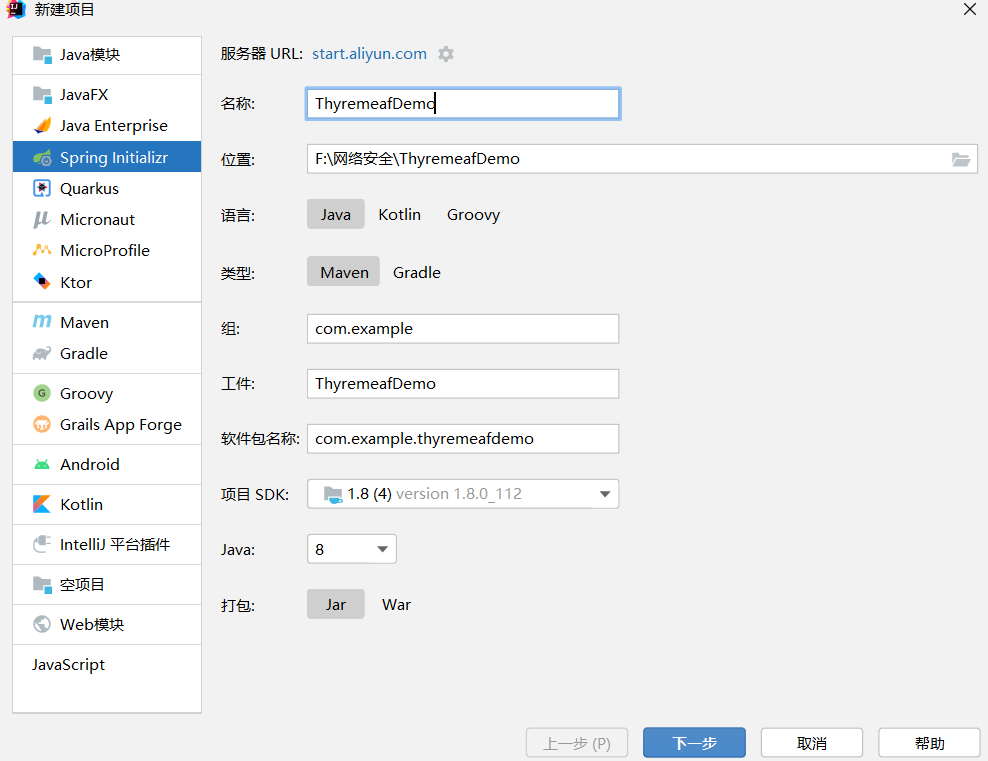 新建项目
Java模块
JavaFX
Java Enterprise
Spring Initializr
Quarkus
Micronaut
MicroProfile
Ktor
Maven
Gradle
Groovy
Grails App Forge
Android
Kotlin
IntelliJ 平台插件
空项目
Web模块
JavaScript
服务器 URL: start.aliyun.com
名称: ThyremeafDemo
位置: F:\网络安全\ThyremeafDemo
语言: Java Kotlin Groovy
类型: Maven Gradle
组: com.example
工件: ThyremeafDemo
软件包名称: com.example.thyremeafdemo
项目 SDK: 1.8 (4) version 1.8.0_112
Java: 8
打包: Jar War
上一步 (P) 下一步 取消 帮助